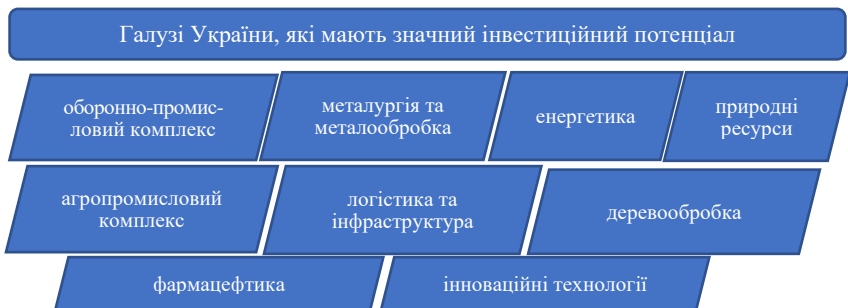 Галузі України, які мають значний інвестиційний потенціал
оборонно-промис-
ловий комплекс
металургія та
металообробка
енергетика
природні
ресурси
агропромисловий
комплекс
логістика та
інфраструктура
деревообробка
фармацефтика
інноваційні технології